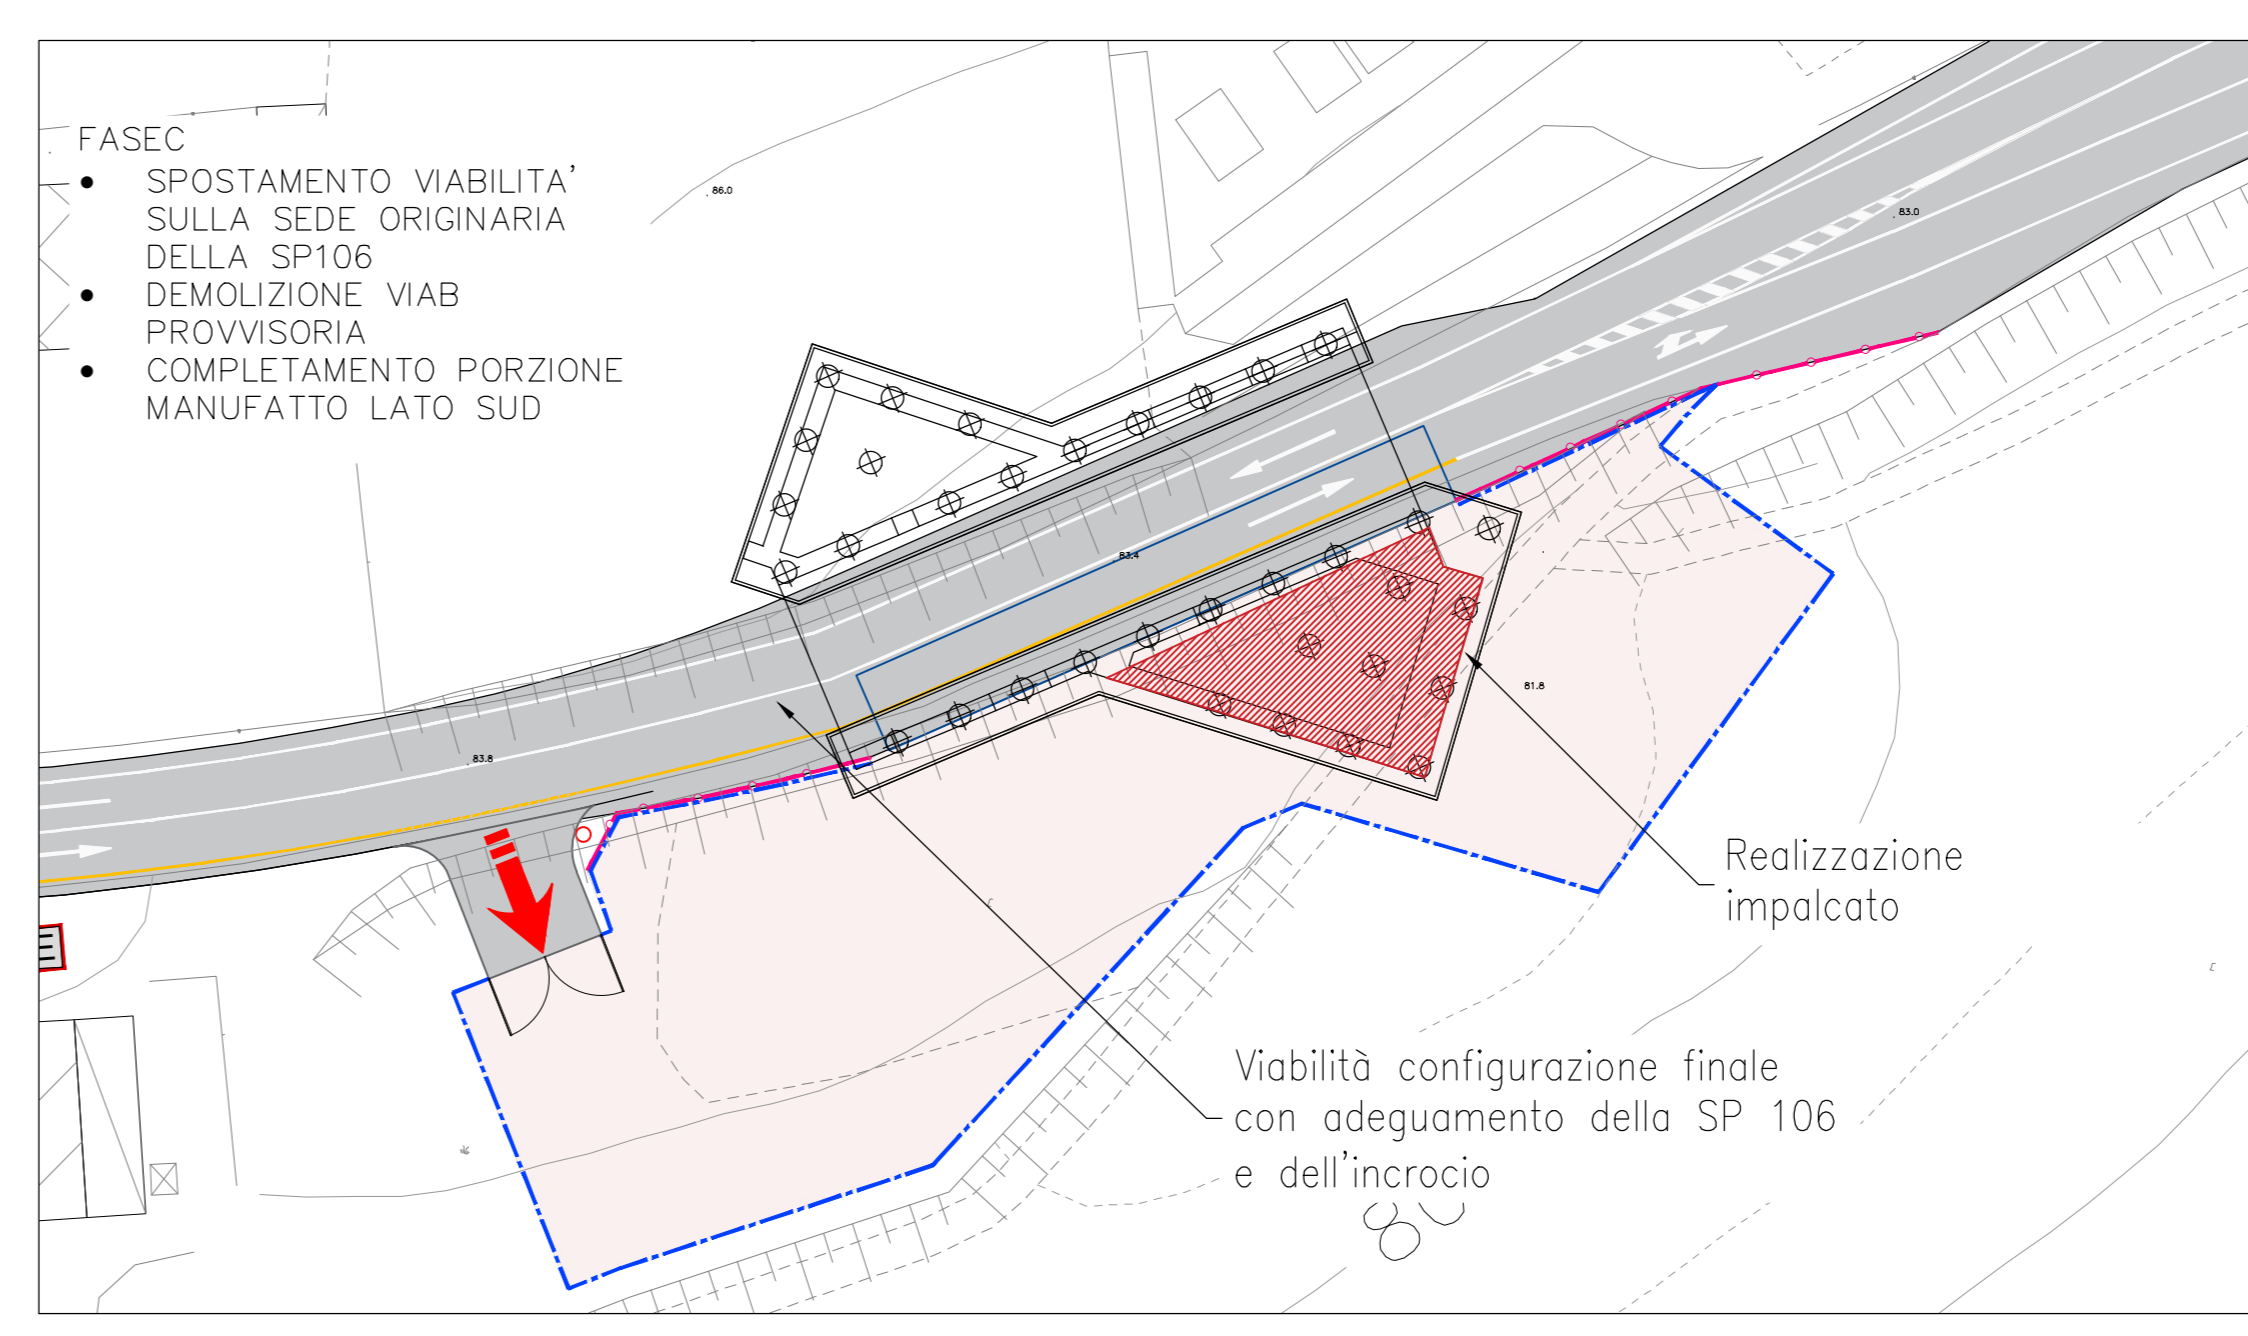 FASEC
• SPOSTAMENTO VIABILITA'
SULLA SEDE ORIGINARIA
DELLA SP106
• DEMOLIZIONE VIAB
PROVVISORIA
• COMPLETAMENTO PORZIONE
MANUFATTO LATO SUD
86.0
83.0
83.4
83.8
81.8
Realizzazione
impalcato
Viabilità configurazione finale
con adeguamento della SP 106
e dell'incrocio